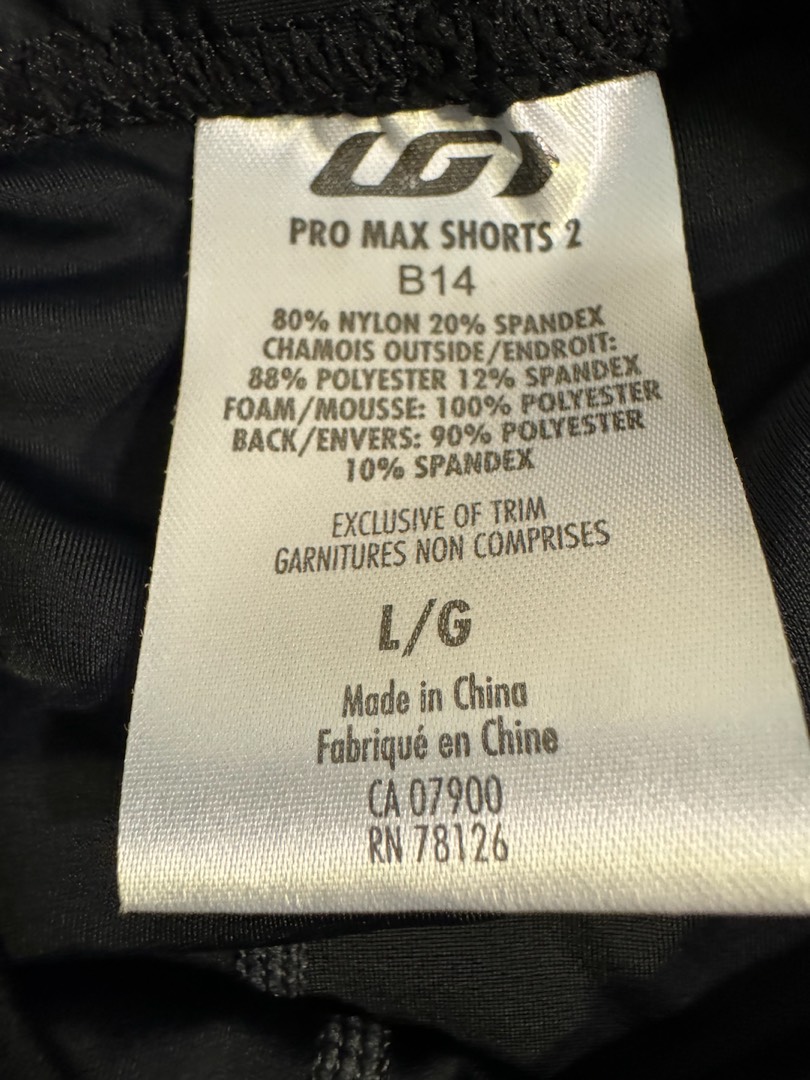 LG
PRO MAX SHORTS 2
B14
80% NYLON 20% SPANDEX
CHAMOIS OUTSIDE/ENDROIT:
88% POLYESTER 12% SPANDEX
FOAM/MOUSSE: 100% POLYESTER
BACK/ENVERS: 90% POLYESTER
10% SPANDEX
EXCLUSIVE OF TRIM
GARNITURES NON COMPRISES
L/G
Made in China
Fabriqué en Chine
CA 07900
RN 78126